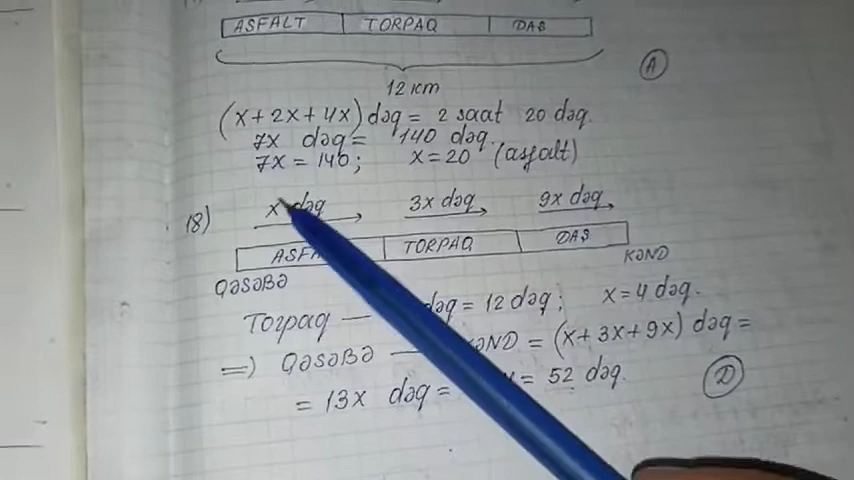 ASFALT TORPAQ DAŞ
12 km
A
(x+2x+4x) dəq = 2 saat 20 dəq.
7x dəq = 140 dəq.
7x = 140; x=20 (asfalt)
18) x dəq 3x dəq 9x dəq
ASFA TORPAQ DAŞ
QƏSƏBƏ KƏND
Torpaq — dəq = 12 dəq; x=4 dəq.
=) QƏSƏBƏ — KƏND = (x+3x+9x) dəq =
= 13x dəq = = 52 dəq.
D